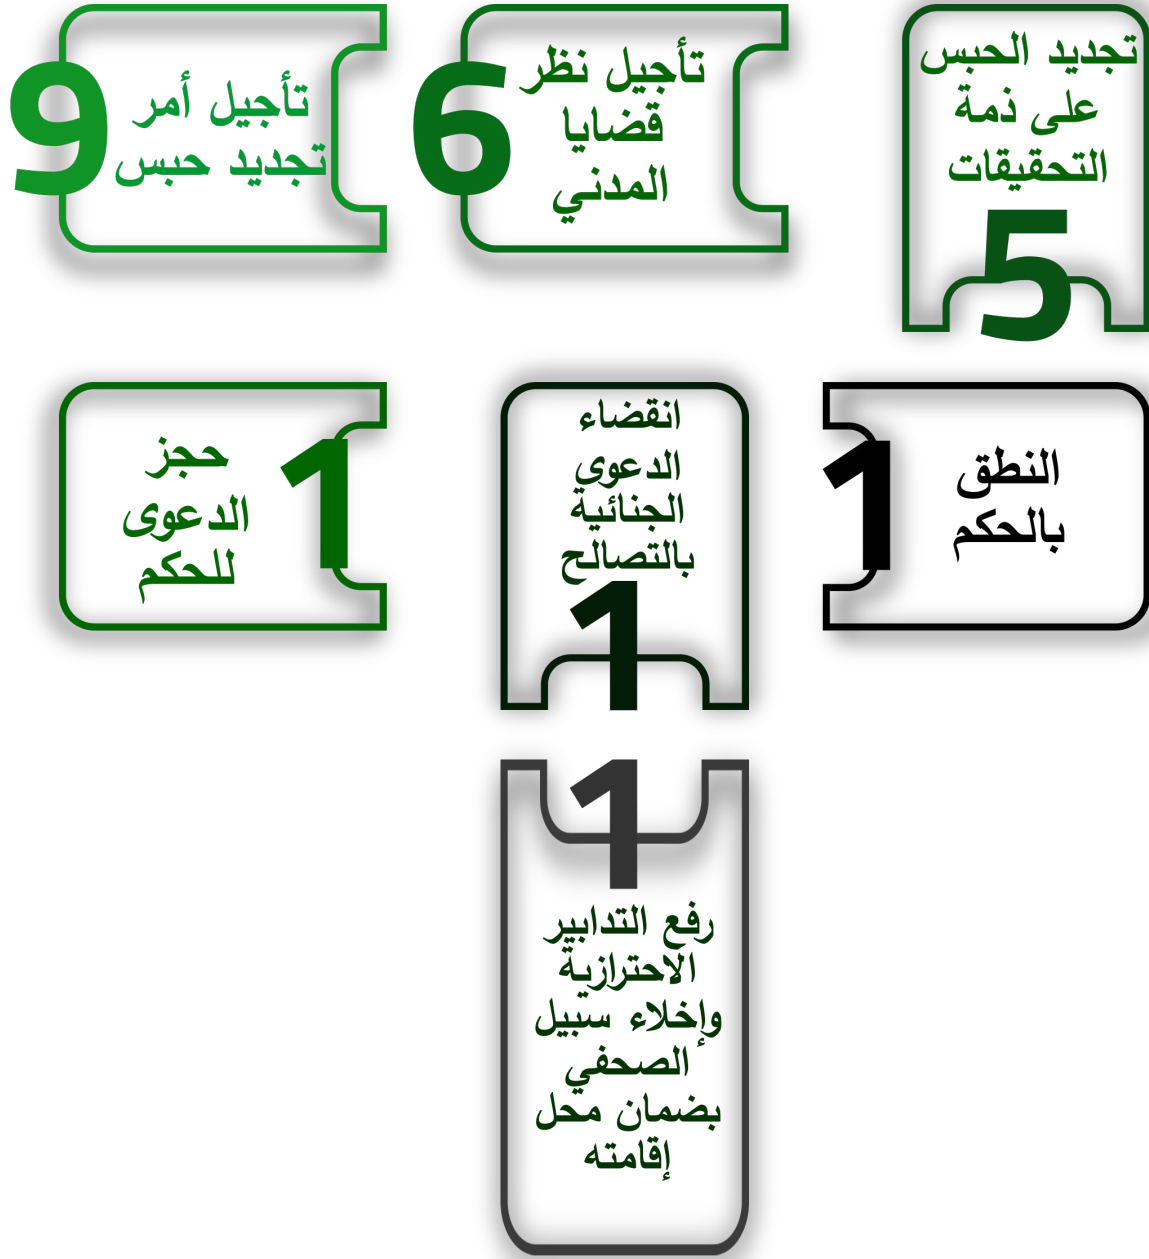 تجديد الحبس
على ذمة
التحقيقات
5
تأجيل نظر
قضايا
المدني
6
تأجيل أمر
تجديد حبس
9
النطق
بالحكم
1
انقضاء
الدعوى
الجنائية
بالتصالح
1
حجز
الدعوى
للحكم
1
1
رفع التدابير
الاحترازية
وإخلاء سبيل
الصحفي
بضمان محل
إقامته